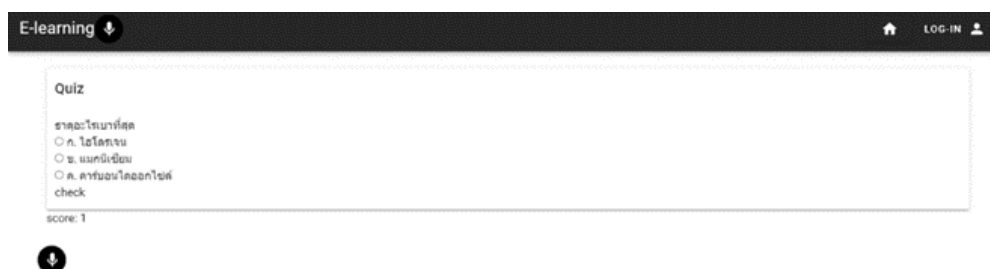 E-learning
LOG-IN
Quiz
ธาตุอะไรเบาที่สุด
ก. ไฮโดรเจน
ข. แมกนีเซียม
ค. คาร์บอนไดออกไซด์
check
score: 1